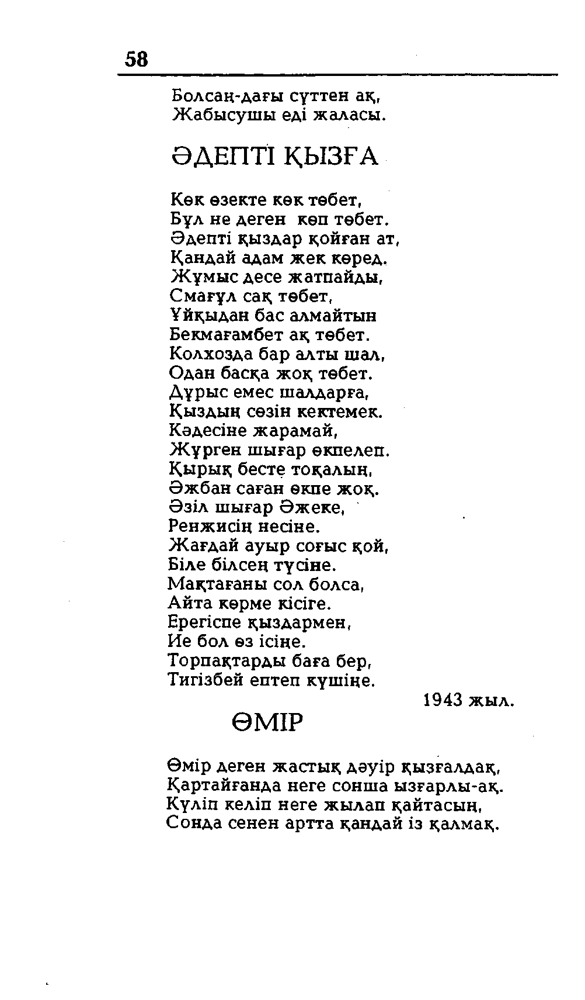 58
Болсаң-дағы сүттен ақ,
Жабысушы еді жаласы.
ӘДЕПТІ ҚЫЗҒА
Көк өзекте көк төбет,
Бұл не деген көп төбет.
Әдепті қыздар қойған ат,
Қандай адам жек көред.
Жұмыс десе жатпайды,
Смағұл сақ төбет,
Ұйқыдан бас алмайтын
Бекмағамбет ақ төбет.
Колхозда бар алты шал,
Одан басқа жоқ төбет.
Дұрыс емес шалдарға,
Қыздың сөзін кектемек.
Кәдесіне жарамай,
Жүрген шығар өкпелеп.
Қырық бесте тоқалың,
Әжбан саған өкпе жоқ.
Әзіл шығар Әжеке,
Ренжисің несіне.
Жағдай ауыр соғыс қой,
Біле білсең түсіне.
Мақтағаны сол болса,
Айта көрме кісіге.
Ерегіспе қыздармен,
Ие бол өз ісіңе.
Торпақтарды баға бер,
Тигізбей ептеп күшіңе.
1943 жыл.
ӨМІР
Өмір деген жастық дәуір қызғалдақ,
Қартайғанда неге сонша ызғарлы-ақ.
Күліп келіп неге жылап қайтасың,
Сонда сенен артта қандай із қалмақ.